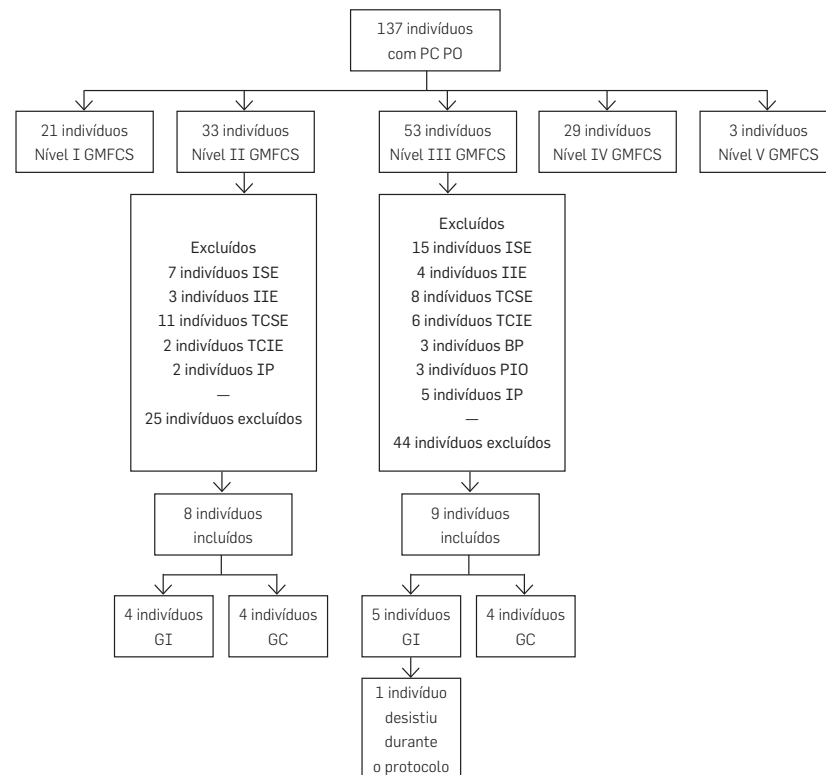 137 indivíduos
com PC PO
21 indivíduos
Nível I GMFCS
33 indivíduos
Nível II GMFCS
53 indivíduos
Nível III GMFCS
29 indivíduos
Nível IV GMFCS
3 indivíduos
Nível V GMFCS
Excluídos
7 indivíduos ISE
3 indivíduos IIE
11 indíviduos TCSE
2 indivíduos TCIE
2 indivíduos IP
—
25 indivíduos excluídos
Excluídos
15 indivíduos ISE
4 indivíduos IIE
8 indíviduos TCSE
6 indivíduos TCIE
3 indivíduos BP
3 indivíduos PIO
5 indivíduos IP
—
44 indivíduos excluídos
8 indivíduos
incluídos
9 indivíduos
incluídos
4 indivíduos
GI
4 indivíduos
GC
5 indivíduos
GI
4 indivíduos
GC
1 indivíduo
desistiu
durante
o protocolo